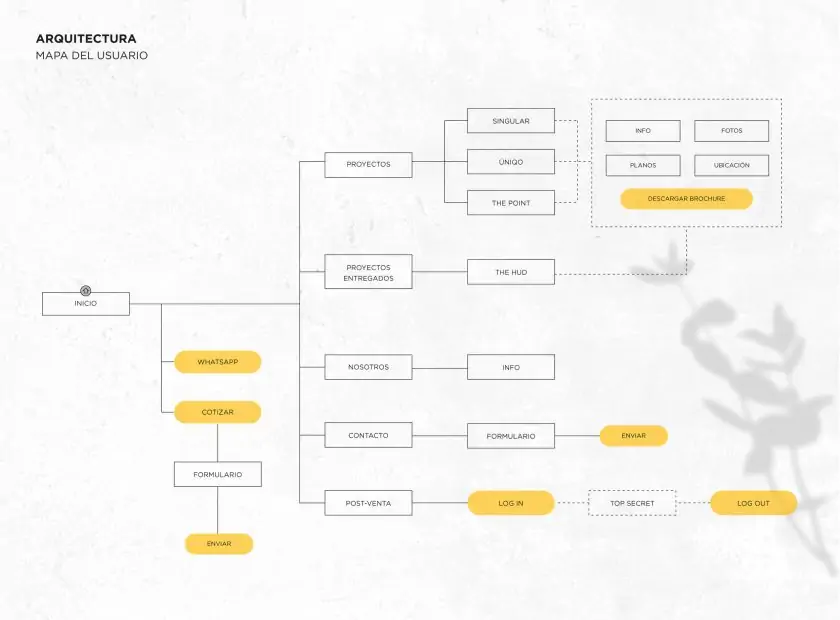 ARQUITECTURA
MAPA DEL USUARIO
SINGULAR
ÚNIQO
THE POINT
PROYECTOS
INFO
FOTOS
PLANOS
UBICACIÓN
DESCARGAR BROCHURE
PROYECTOS
ENTREGADOS
THE HUD
INICIO
WHATSAPP
COTIZAR
FORMULARIO
ENVIAR
NOSOTROS
INFO
CONTACTO
FORMULARIO
ENVIAR
POST-VENTA
LOG IN
TOP SECRET
LOG OUT